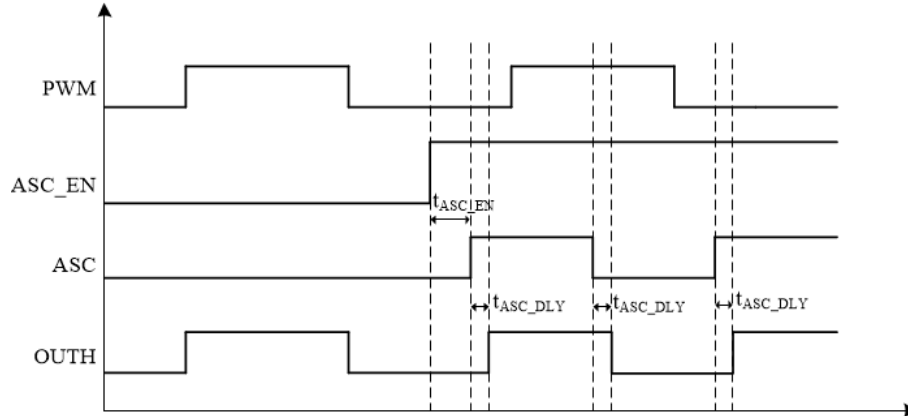 PWM
ASC_EN
tASC_EN
ASC
tASC_DLY tASC_DLY tASC_DLY
OUTH